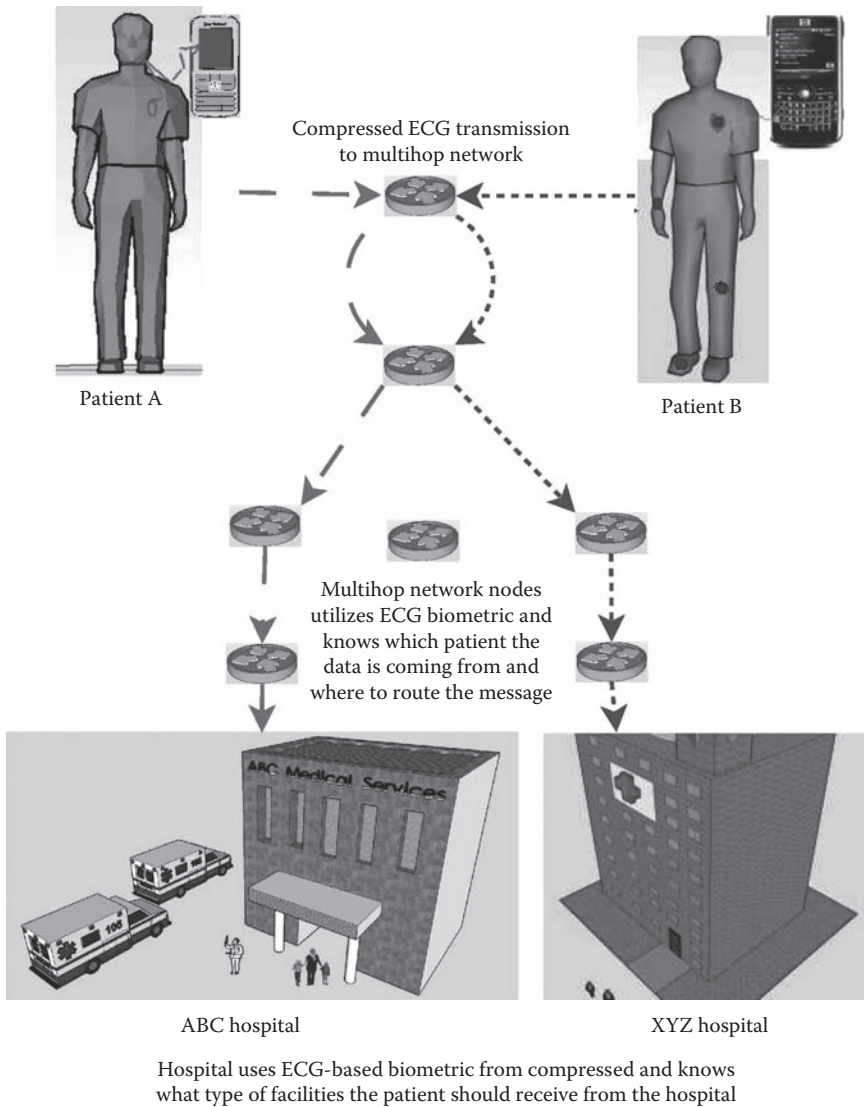 Compressed ECG transmission
to multihop network
Patient A
Patient B
Multihop network nodes
utilizes ECG biometric and
knows which patient the
data is coming from and
where to route the message
ABC Medical Services
106
106
ABC hospital
XYZ hospital
Hospital uses ECG-based biometric from compressed and knows
what type of facilities the patient should receive from the hospital